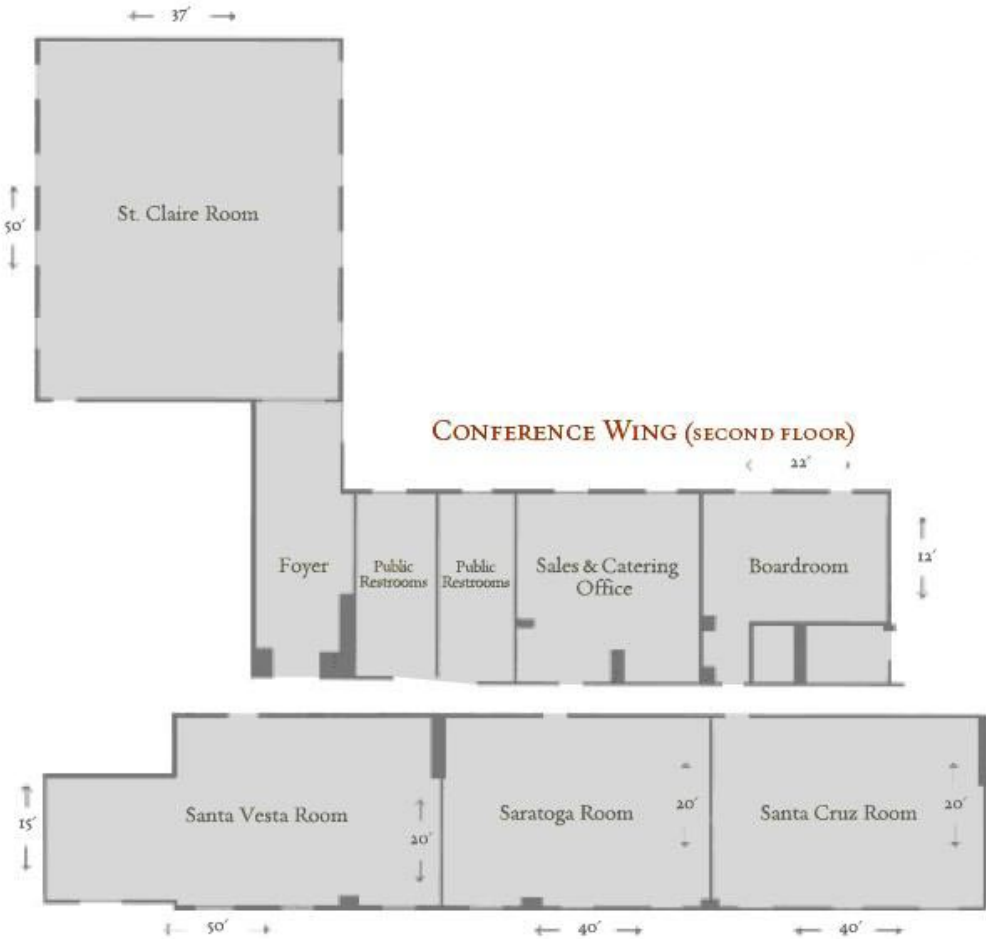 37′
50′
St. Claire Room
Conference Wing (second floor)
22′
12′
Foyer
Public
Restrooms
Public
Restrooms
Sales & Catering
Office
Boardroom
15′
Santa Vesta Room
20′
Saratoga Room
20′
Santa Cruz Room
20′
50′
40′
40′